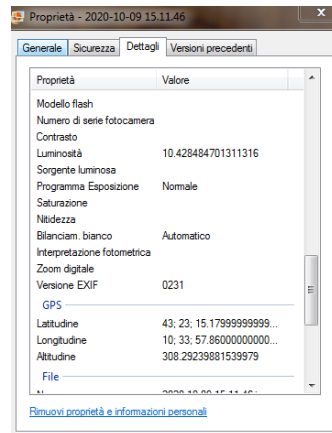 Proprietà - 2020-10-09 15.11.46
x
Generale Sicurezza Dettagli Versioni precedenti
Proprietà Valore
Modello flash
Numero di serie fotocamera
Contrasto
Luminosità 10.428484701311316
Sorgente luminosa
Programma Esposizione Normale
Saturazione
Nitidezza
Bilanciam. bianco Automatico
Interpretazione fotometrica
Zoom digitale
Versione EXIF 0231
GPS
Latitudine 43; 23; 15.17999999999...
Longitudine 10; 33; 57.86000000000...
Altitudine 308.29239881539979
File
Rimuovi proprietà e informazioni personali